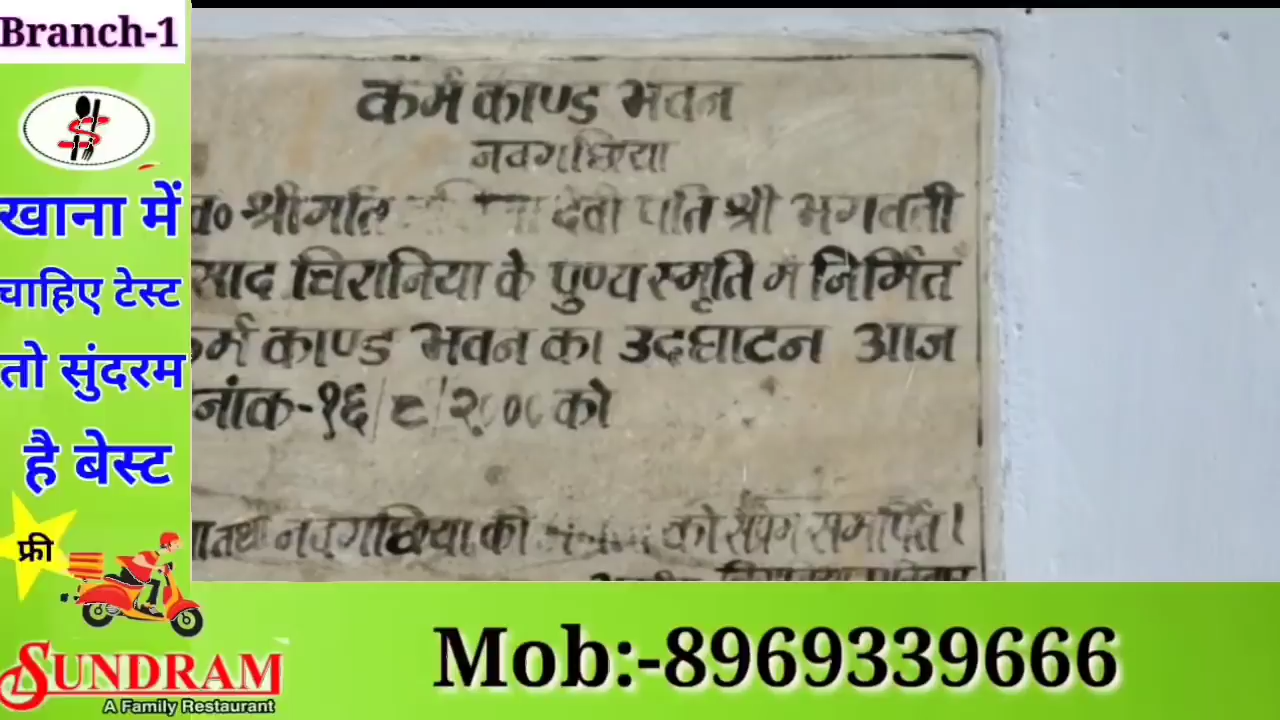 Branch-1
खाना में
चाहिए टेस्ट
तो सुंदरम
है बेस्ट
फ्री
SUNDRAM
A Family Restaurant
Mob:-8969339666
कर्म काण्ड भवन
नवगछिया
श्रीमति देवी पति श्री भगवती
चिरानिया के पुण्य स्मृति में निर्मित
काण्ड भवन का उदघाटन आज
नांक-१६/८/२००० को
तथा नवगछिया की को सप्रेम समर्पित।